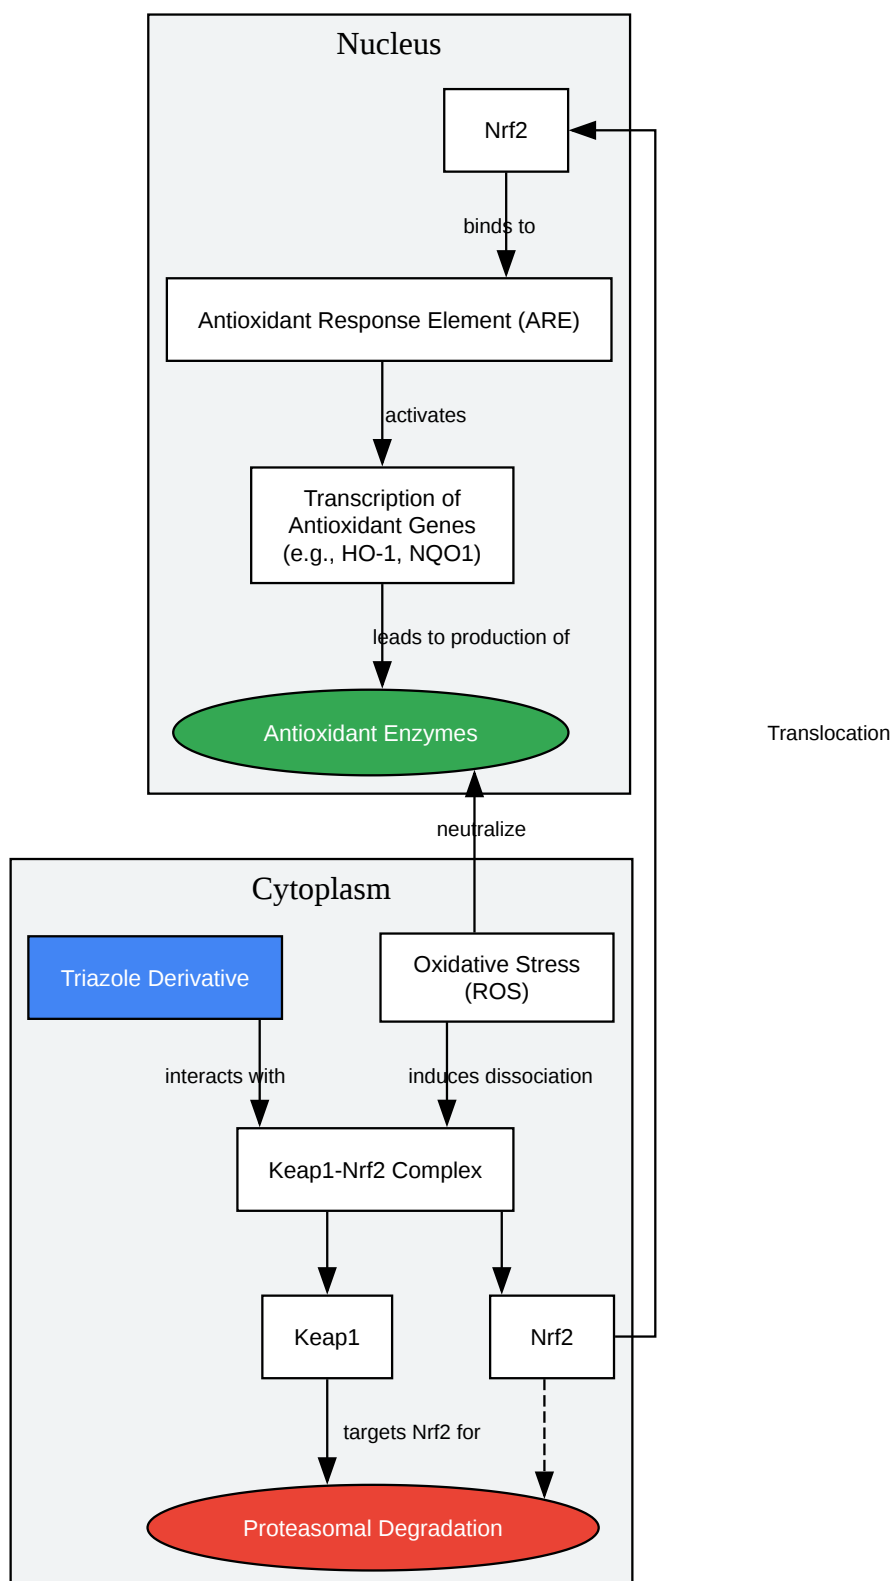 Nucleus
Nrf2
binds to
Antioxidant Response Element (ARE)
activates
Transcription of
Antioxidant Genes
(e.g., HO-1, NQO1)
leads to production of
Antioxidant Enzymes
Translocation
neutralize
Cytoplasm
Triazole Derivative
Oxidative Stress
(ROS)
interacts with
induces dissociation
Keap1-Nrf2 Complex
Keap1
Nrf2
targets Nrf2 for
Proteasomal Degradation